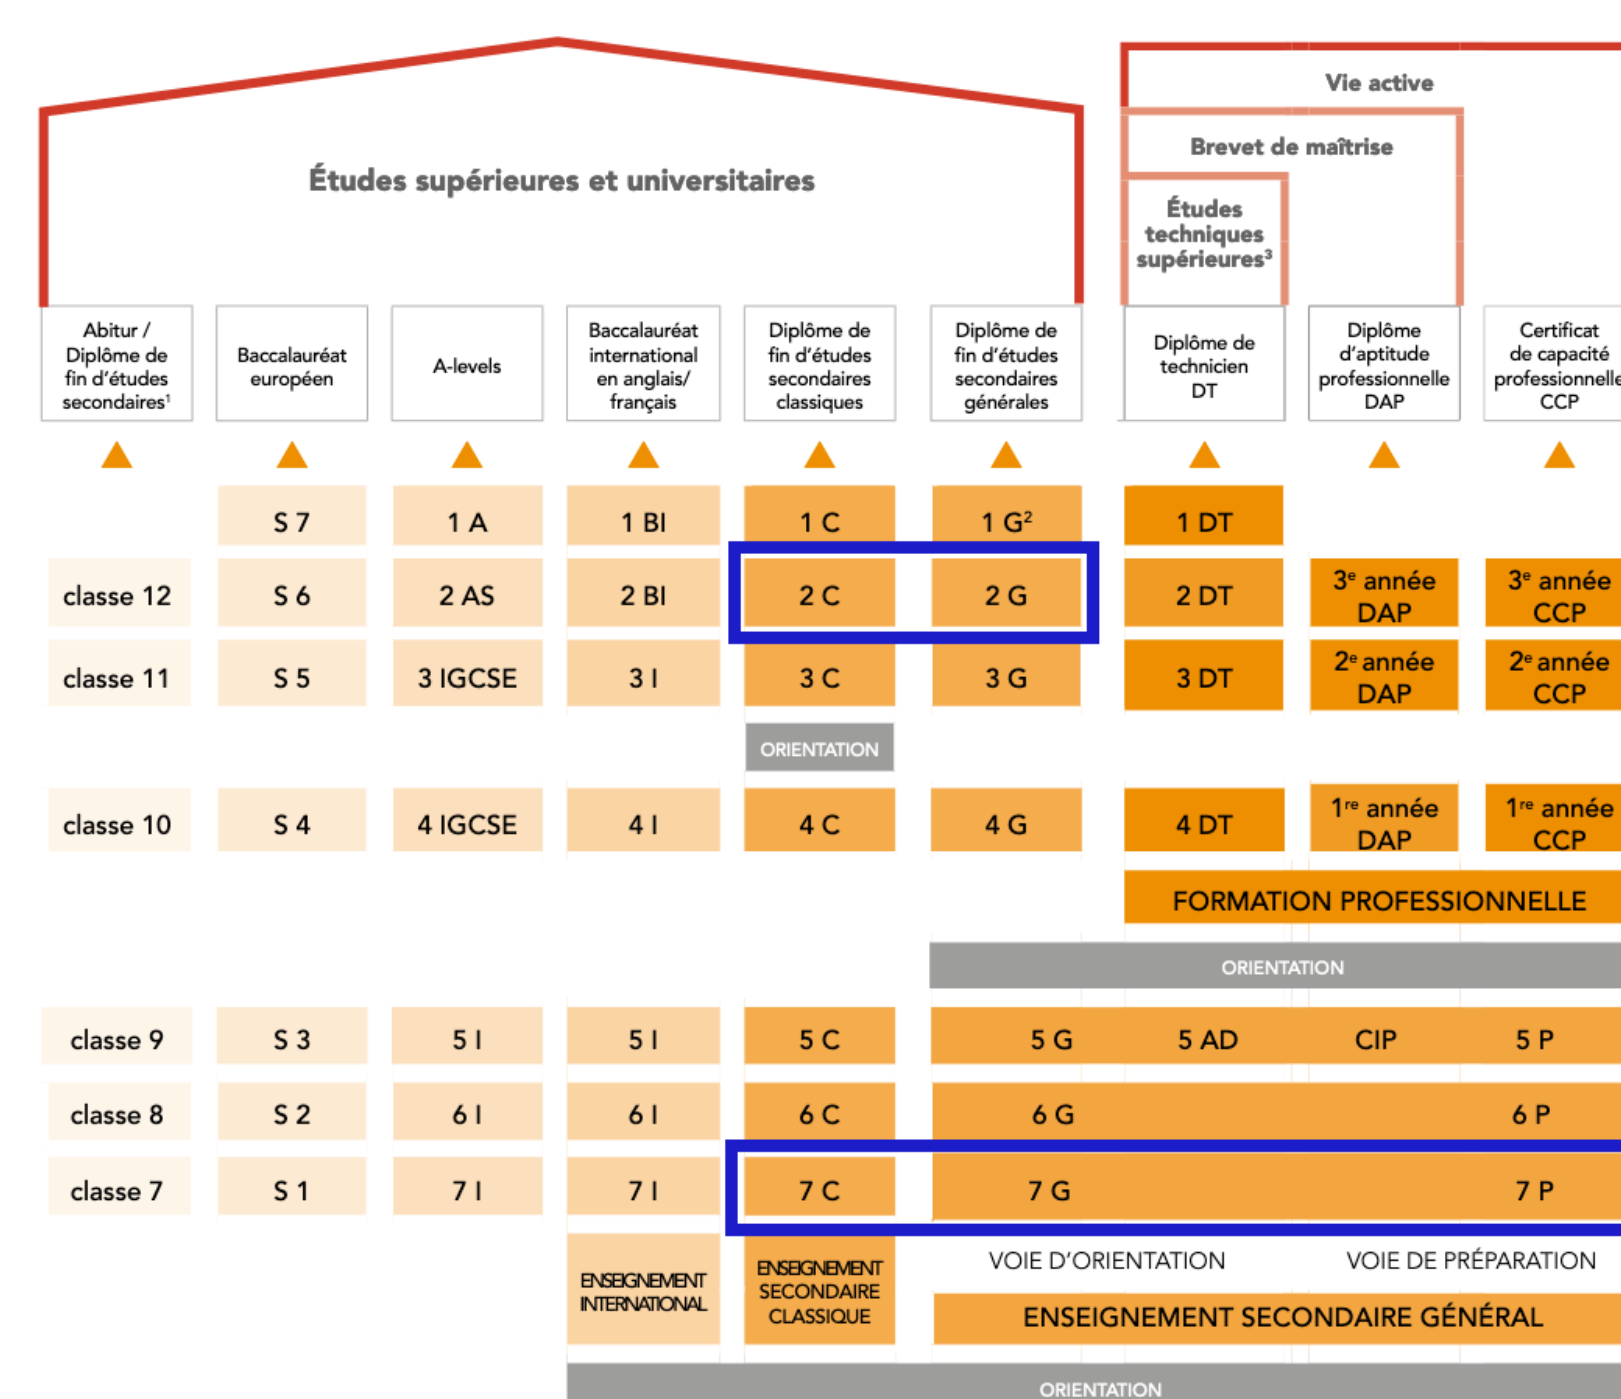 Études supérieures et universitaires
Vie active
Brevet de maîtrise
Études
techniques
supérieures³
Abitur /
Diplôme de
fin d'études
secondaires¹
Baccalauréat
européen
A-levels
Baccalauréat
international
en anglais/
français
Diplôme de
fin d'études
secondaires
classiques
Diplôme de
fin d'études
secondaires
générales
Diplôme de
technicien
DT
Diplôme
d'aptitude
professionnelle
DAP
Certificat
de capacité
professionnelle
CCP
S 7 1 A 1 BI 1 C 1 G² 1 DT
classe 12 S 6 2 AS 2 BI 2 C 2 G 2 DT 3ᵉ année DAP 3ᵉ année CCP
classe 11 S 5 3 IGCSE 3 I 3 C 3 G 3 DT 2ᵉ année DAP 2ᵉ année CCP
ORIENTATION
classe 10 S 4 4 IGCSE 4 I 4 C 4 G 4 DT 1ʳᵉ année DAP 1ʳᵉ année CCP
FORMATION PROFESSIONNELLE
ORIENTATION
classe 9 S 3 5 I 5 I 5 C 5 G 5 AD CIP 5 P
classe 8 S 2 6 I 6 I 6 C 6 G 6 P
classe 7 S 1 7 I 7 I 7 C 7 G 7 P
ENSEIGNEMENT
INTERNATIONAL
ENSEIGNEMENT
SECONDAIRE
CLASSIQUE
VOIE D'ORIENTATION VOIE DE PRÉPARATION
ENSEIGNEMENT SECONDAIRE GÉNÉRAL
ORIENTATION